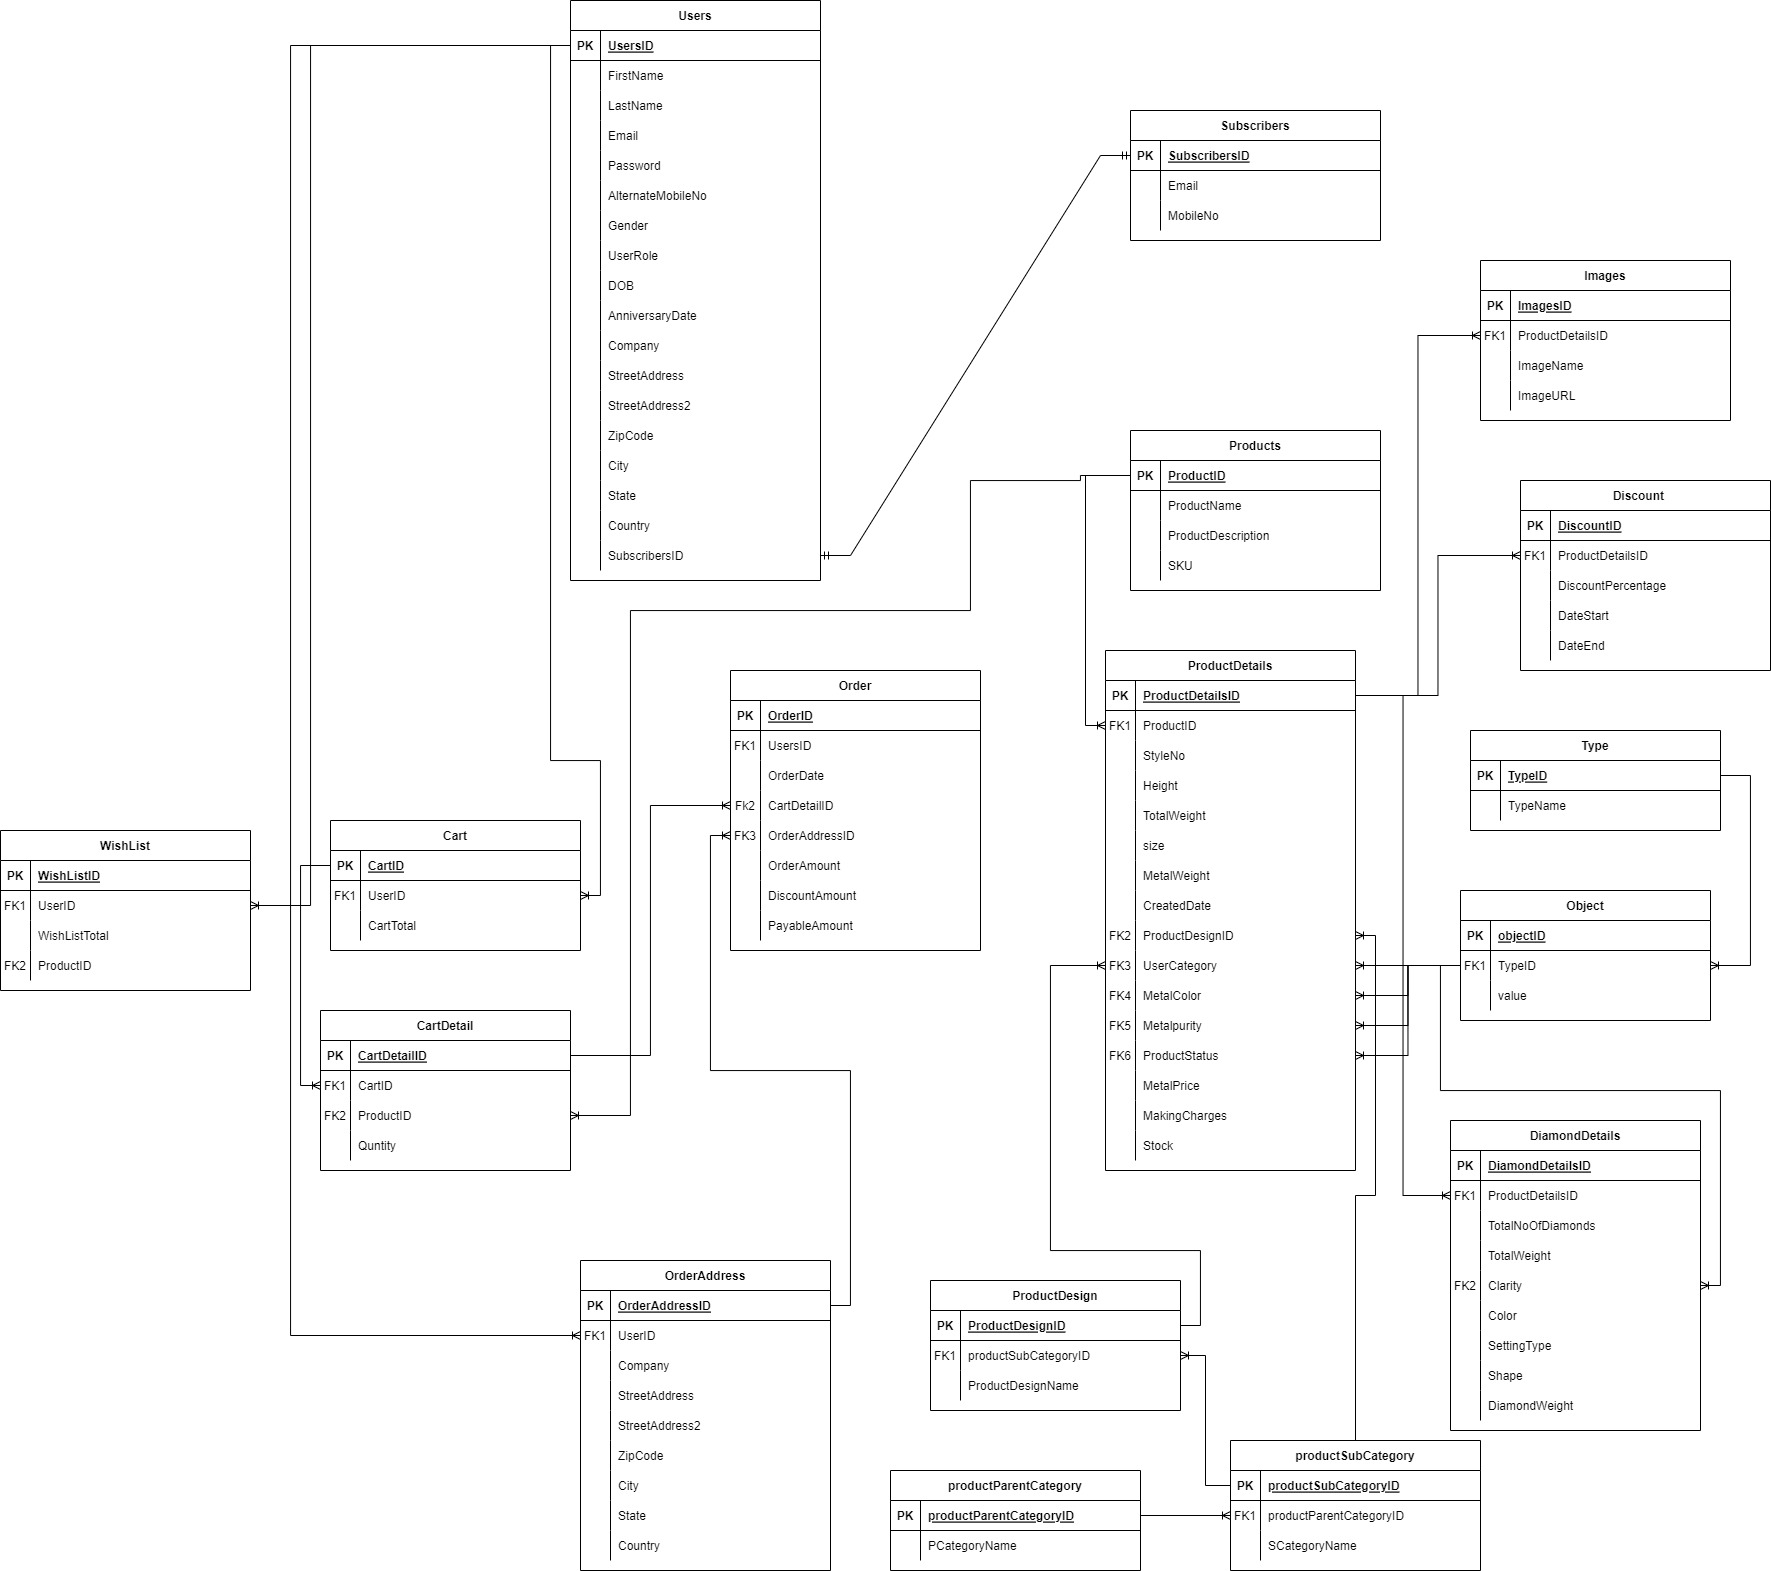 Users
PK UsersID
FirstName
LastName
Email
Password
AlternateMobileNo
Gender
UserRole
DOB
AnniversaryDate
Company
StreetAddress
StreetAddress2
ZipCode
City
State
Country
SubscribersID
Subscribers
PK SubscribersID
Email
MobileNo
Images
PK ImagesID
FK1 ProductDetailsID
ImageName
ImageURL
Products
PK ProductID
ProductName
ProductDescription
SKU
Discount
PK DiscountID
FK1 ProductDetailsID
DiscountPercentage
DateStart
DateEnd
Order
PK OrderID
FK1 UsersID
OrderDate
Fk2 CartDetailID
FK3 OrderAddressID
OrderAmount
DiscountAmount
PayableAmount
ProductDetails
PK ProductDetailsID
FK1 ProductID
StyleNo
Height
TotalWeight
size
MetalWeight
CreatedDate
FK2 ProductDesignID
FK3 UserCategory
FK4 MetalColor
FK5 Metalpurity
FK6 ProductStatus
MetalPrice
MakingCharges
Stock
Type
PK TypeID
TypeName
Object
PK objectID
FK1 TypeID
value
WishList
PK WishListID
FK1 UserID
WishListTotal
FK2 ProductID
Cart
PK CartID
FK1 UserID
CartTotal
CartDetail
PK CartDetailID
FK1 CartID
FK2 ProductID
Quntity
DiamondDetails
PK DiamondDetailsID
FK1 ProductDetailsID
TotalNoOfDiamonds
TotalWeight
FK2 Clarity
Color
SettingType
Shape
DiamondWeight
OrderAddress
PK OrderAddressID
FK1 UserID
Company
StreetAddress
StreetAddress2
ZipCode
City
State
Country
ProductDesign
PK ProductDesignID
FK1 productSubCategoryID
ProductDesignName
productParentCategory
PK productParentCategoryID
PCategoryName
productSubCategory
PK productSubCategoryID
FK1 productParentCategoryID
SCategoryName